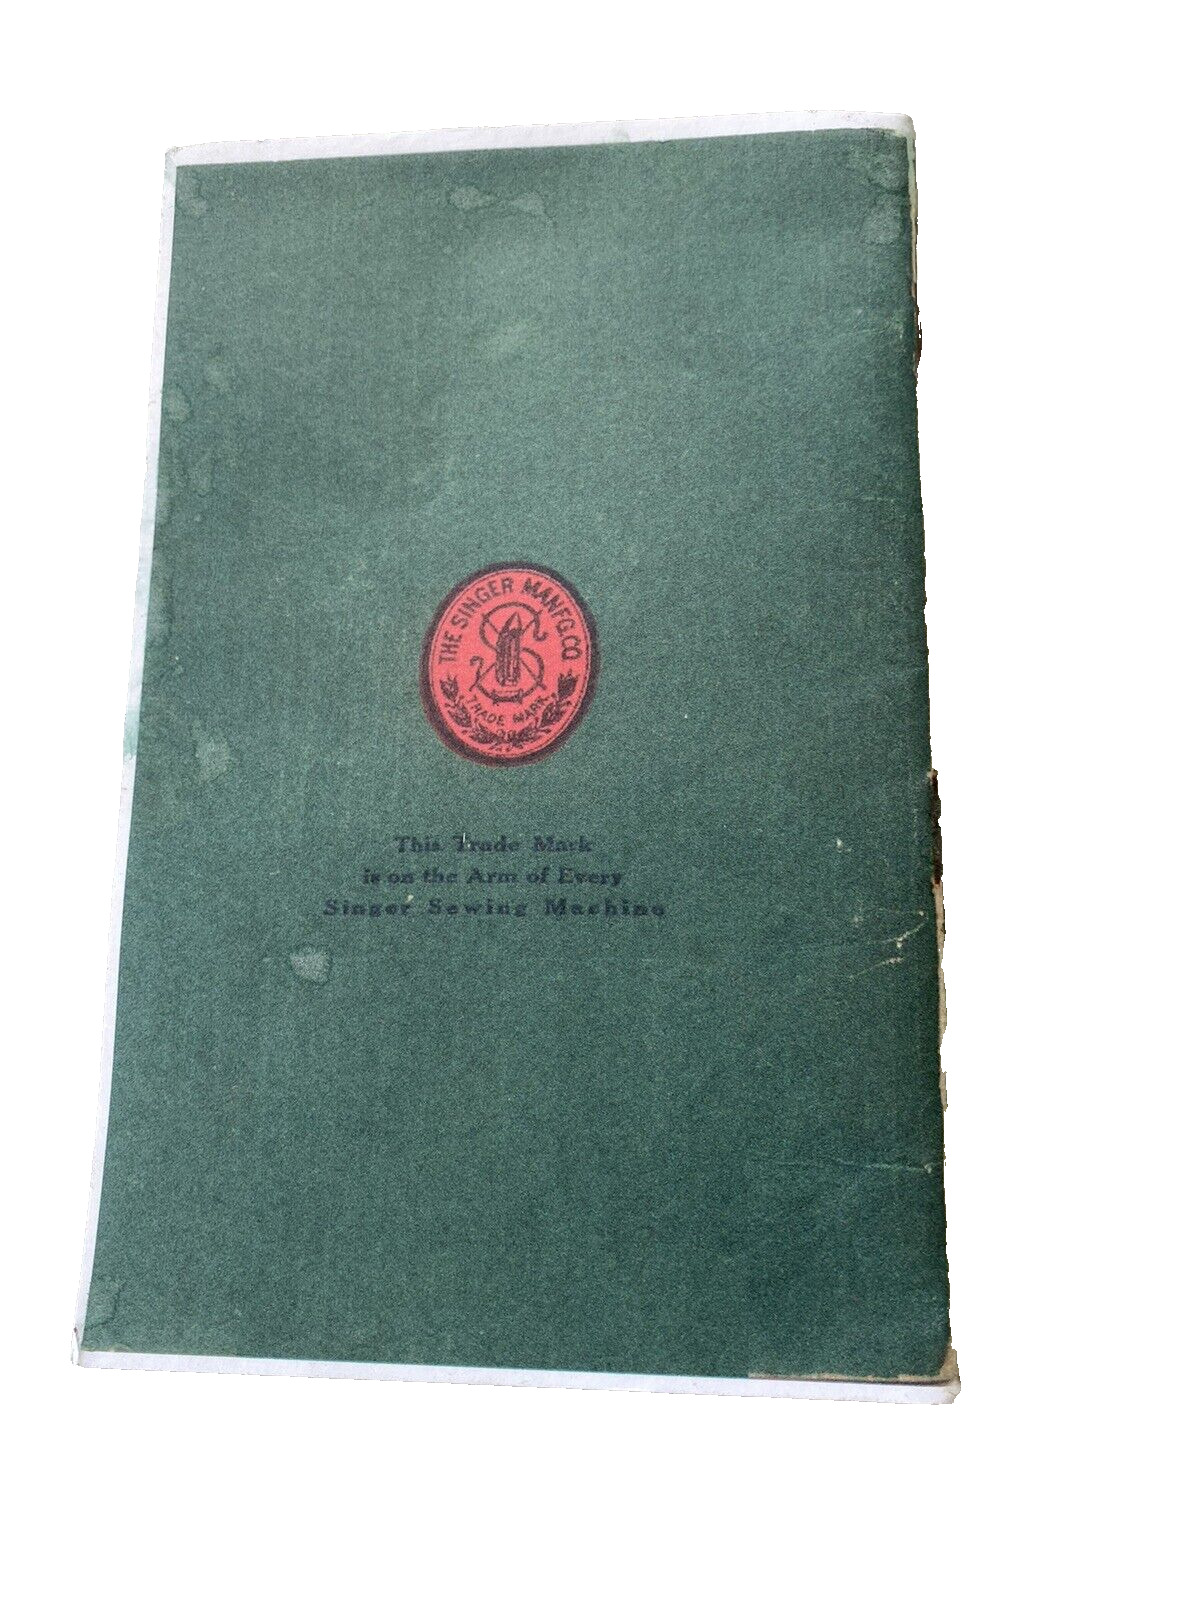 THE SINGER MANFG. CO
S
TRADE MARK
This Trade Mark
is on the Arm of Every
Singer Sewing Machine